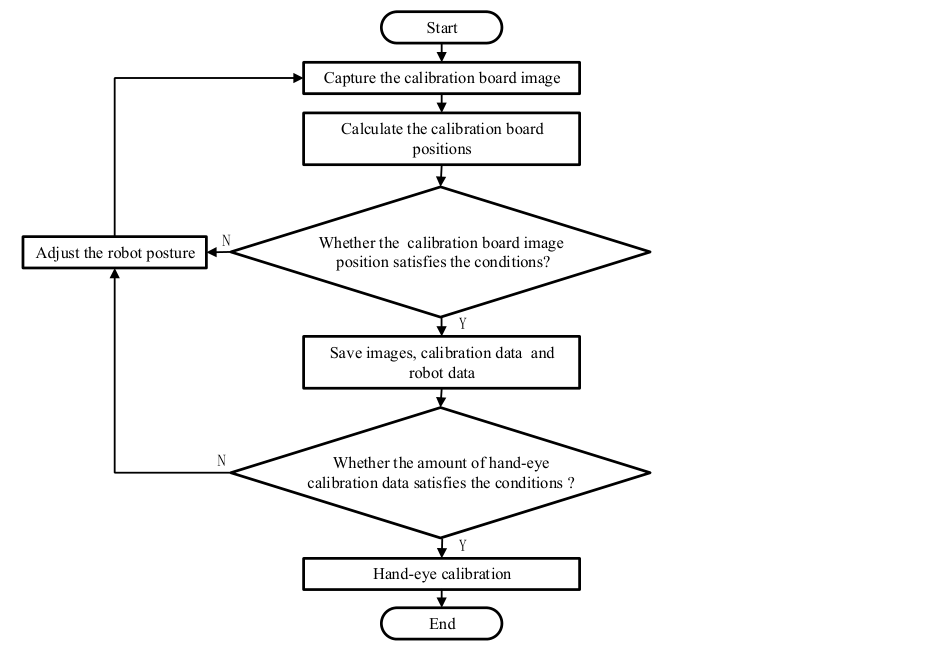 Start
Capture the calibration board image
Calculate the calibration board
positions
Whether the calibration board image
position satisfies the conditions?
N
Adjust the robot posture
Y
Save images, calibration data and
robot data
Whether the amount of hand-eye
calibration data satisfies the conditions ?
N
Y
Hand-eye calibration
End